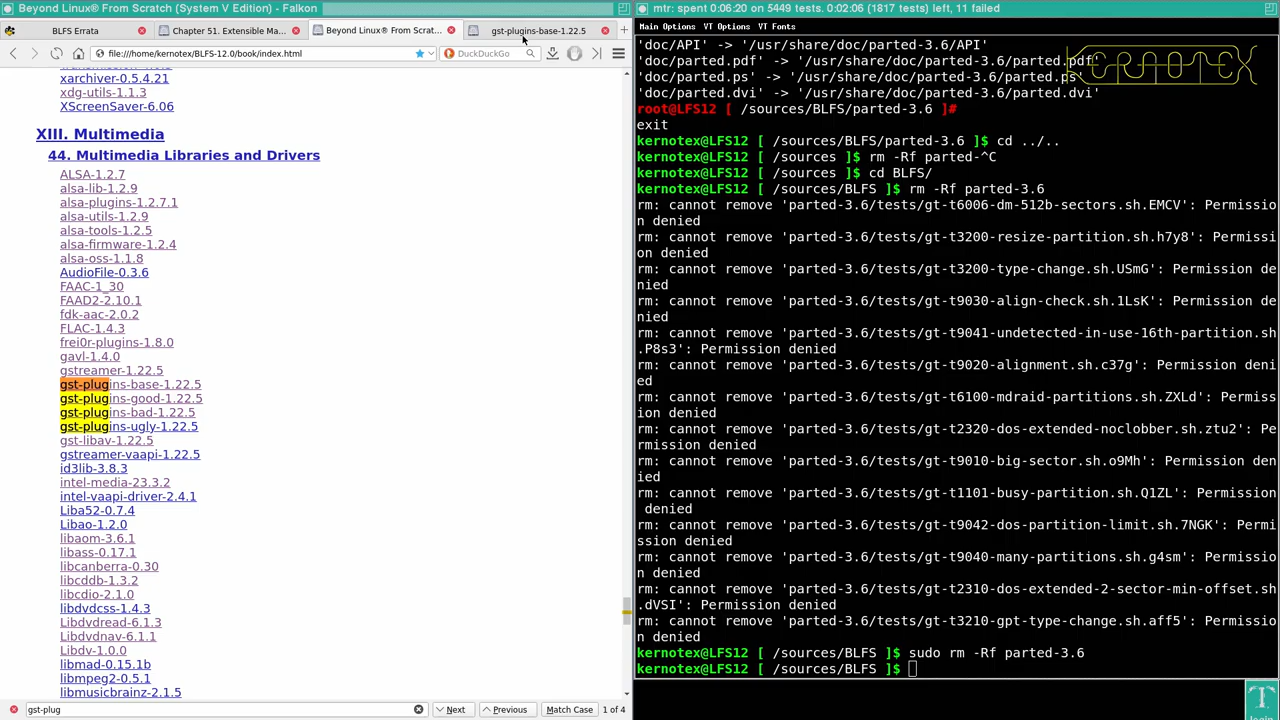 Beyond Linux® From Scratch (System V Edition) - Falkon
BLFS Errata
Chapter 51. Extensible Ma...
Beyond Linux® From Scrat...
gst-plugins-base-1.22.5
file:///home/kernotex/BLFS-12.0/book/index.html
DuckDuckGo
xarchiver-0.5.4.21
xdg-utils-1.1.3
XScreenSaver-6.06
XIII. Multimedia
44. Multimedia Libraries and Drivers
ALSA-1.2.7
alsa-lib-1.2.9
alsa-plugins-1.2.7.1
alsa-utils-1.2.9
alsa-tools-1.2.5
alsa-firmware-1.2.4
alsa-oss-1.1.8
AudioFile-0.3.6
FAAC-1_30
FAAD2-2.10.1
fdk-aac-2.0.2
FLAC-1.4.3
frei0r-plugins-1.8.0
gavl-1.4.0
gstreamer-1.22.5
gst-plugins-base-1.22.5
gst-plugins-good-1.22.5
gst-plugins-bad-1.22.5
gst-plugins-ugly-1.22.5
gst-libav-1.22.5
gstreamer-vaapi-1.22.5
id3lib-3.8.3
intel-media-23.3.2
intel-vaapi-driver-2.4.1
Liba52-0.7.4
Libao-1.2.0
libaom-3.6.1
libass-0.17.1
libcanberra-0.30
libcddb-1.3.2
libcdio-2.1.0
libdvdcss-1.4.3
Libdvdread-6.1.3
Libdvdnav-6.1.1
Libdv-1.0.0
libmad-0.15.1b
libmpeg2-0.5.1
libmusicbrainz-2.1.5
gst-plug
Next
Previous
Match Case
1 of 4
mtr: test 5 of 5449 tests. 0:02:06 (1817 tests) left, 11 failed
Main Options VT Options VT Fonts
'doc/API' -> '/usr/share/doc/parted-3.6/API'
'doc/parted.pdf' -> '/usr/share/doc/parted-3.6/parted.pdf'
'doc/parted.ps' -> '/usr/share/doc/parted-3.6/parted.ps'
'doc/parted.dvi' -> '/usr/share/doc/parted-3.6/parted.dvi'
KERNOTEX
root@LFS12 [ /sources/BLFS/parted-3.6 ]#
exit
kernotex@LFS12 [ /sources/BLFS/parted-3.6 ]$ cd ../..
kernotex@LFS12 [ /sources ]$ rm -Rf parted-^C
kernotex@LFS12 [ /sources ]$ cd BLFS/
kernotex@LFS12 [ /sources/BLFS ]$ rm -Rf parted-3.6
rm: cannot remove 'parted-3.6/tests/gt-t6006-dm-512b-sectors.sh.EMCV': Permissio
n denied
rm: cannot remove 'parted-3.6/tests/gt-t3200-resize-partition.sh.h7y8': Permissi
on denied
rm: cannot remove 'parted-3.6/tests/gt-t3200-type-change.sh.USmG': Permission de
nied
rm: cannot remove 'parted-3.6/tests/gt-t9030-align-check.sh.1LsK': Permission de
nied
rm: cannot remove 'parted-3.6/tests/gt-t9041-undetected-in-use-16th-partition.sh
.P8s3': Permission denied
rm: cannot remove 'parted-3.6/tests/gt-t9020-alignment.sh.c37g': Permission deni
ed
rm: cannot remove 'parted-3.6/tests/gt-t6100-mdraid-partitions.sh.ZXLd': Permiss
ion denied
rm: cannot remove 'parted-3.6/tests/gt-t2320-dos-extended-noclobber.sh.ztu2': Pe
rmission denied
rm: cannot remove 'parted-3.6/tests/gt-t9010-big-sector.sh.o9Mh': Permission den
ied
rm: cannot remove 'parted-3.6/tests/gt-t1101-busy-partition.sh.Q1ZL': Permission
denied
rm: cannot remove 'parted-3.6/tests/gt-t9042-dos-partition-limit.sh.7NGK': Permi
ssion denied
rm: cannot remove 'parted-3.6/tests/gt-t9040-many-partitions.sh.g4sm': Permissio
n denied
rm: cannot remove 'parted-3.6/tests/gt-t2310-dos-extended-2-sector-min-offset.sh
.dVSI': Permission denied
rm: cannot remove 'parted-3.6/tests/gt-t3210-gpt-type-change.sh.aff5': Permissio
n denied
kernotex@LFS12 [ /sources/BLFS ]$ sudo rm -Rf parted-3.6
kernotex@LFS12 [ /sources/BLFS ]$